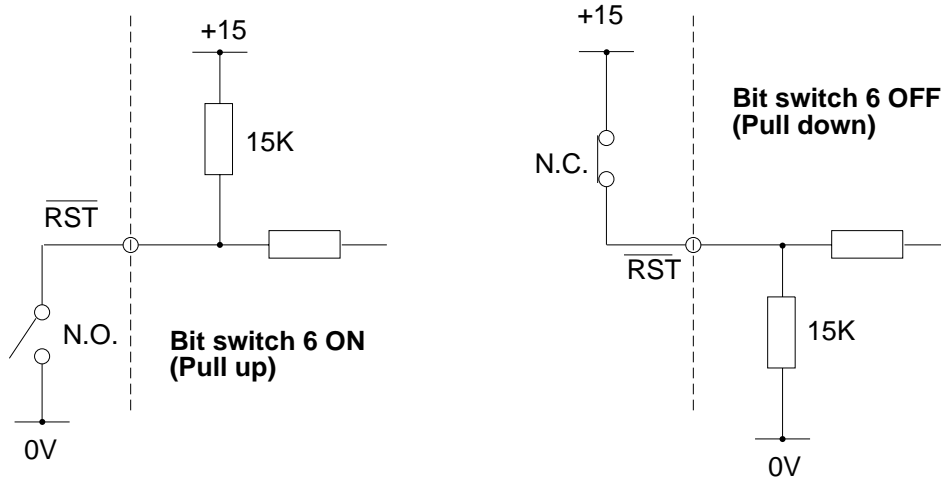 +15
15K
RST
N.O.
Bit switch 6 ON
(Pull up)
0V
+15
Bit switch 6 OFF
(Pull down)
N.C.
RST
15K
0V